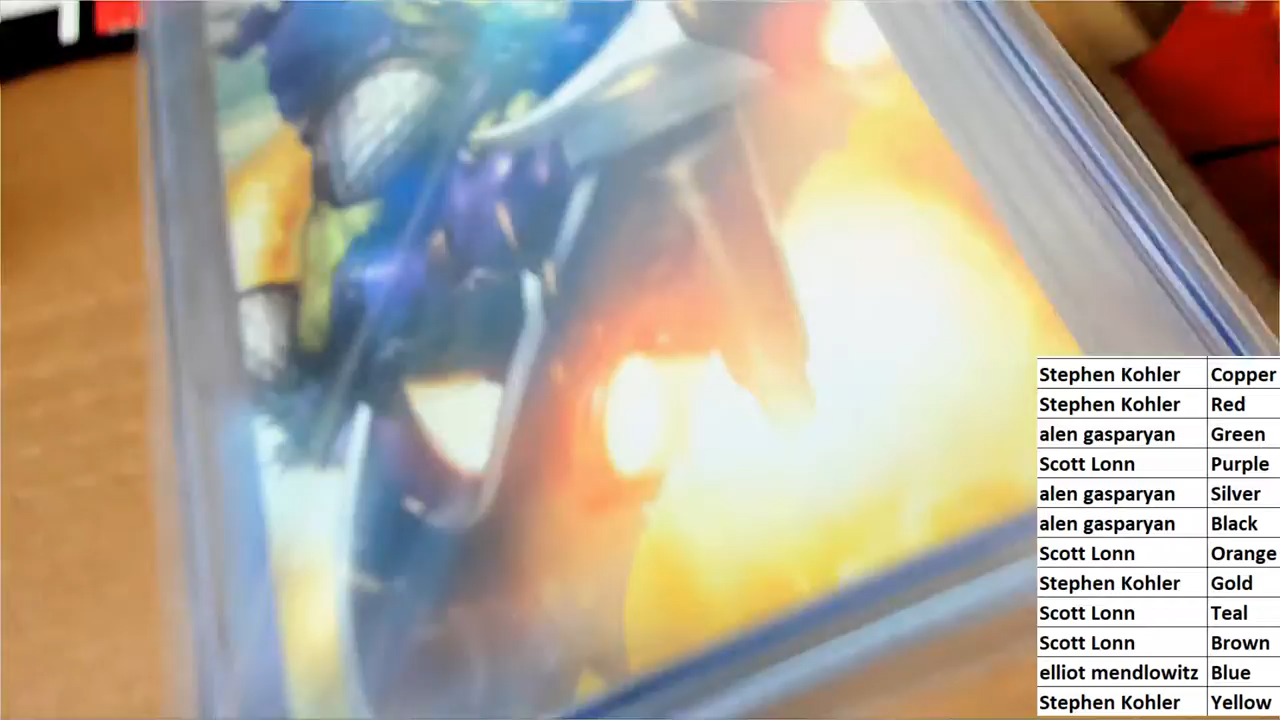 Stephen Kohler Copper
Stephen Kohler Red
alen gasparyan Green
Scott Lonn Purple
alen gasparyan Silver
alen gasparyan Black
Scott Lonn Orange
Stephen Kohler Gold
Scott Lonn Teal
Scott Lonn Brown
elliot mendlowitz Blue
Stephen Kohler Yellow